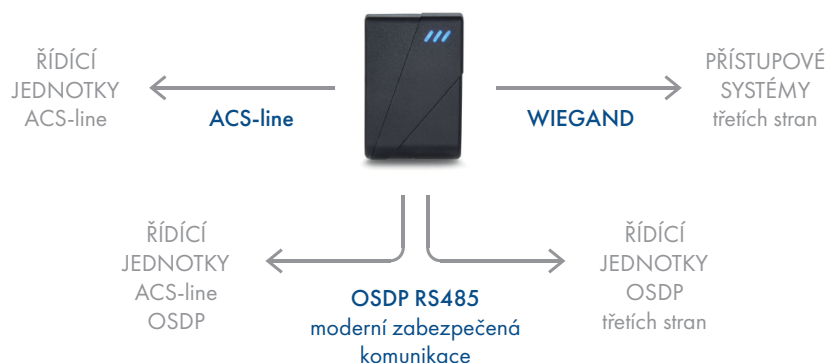 ŘÍDÍCÍ
JEDNOTKY
ACS-line
ACS-line
WIEGAND
PŘÍSTUPOVÉ
SYSTÉMY
třetích stran
ŘÍDÍCÍ
JEDNOTKY
ACS-line
OSDP
OSDP RS485
moderní zabezpečená
komunikace
ŘÍDÍCÍ
JEDNOTKY
OSDP
třetích stran